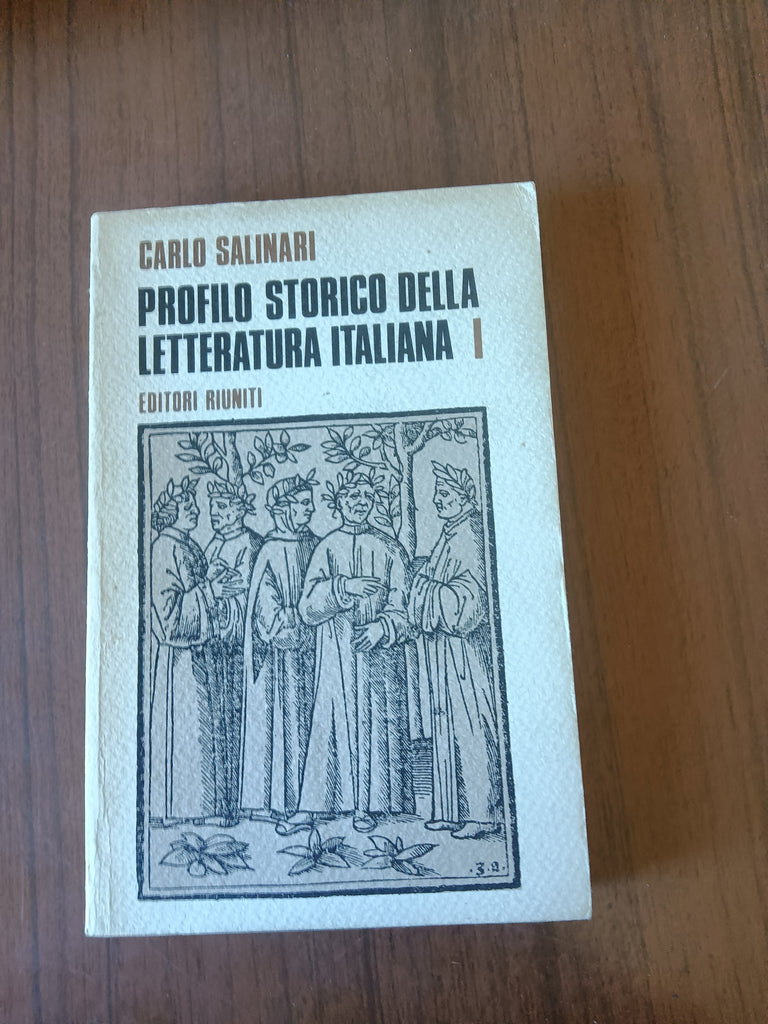 CARLO SALINARI
PROFILO STORICO DELLA
LETTERATURA ITALIANA I
EDITORI RIUNITI